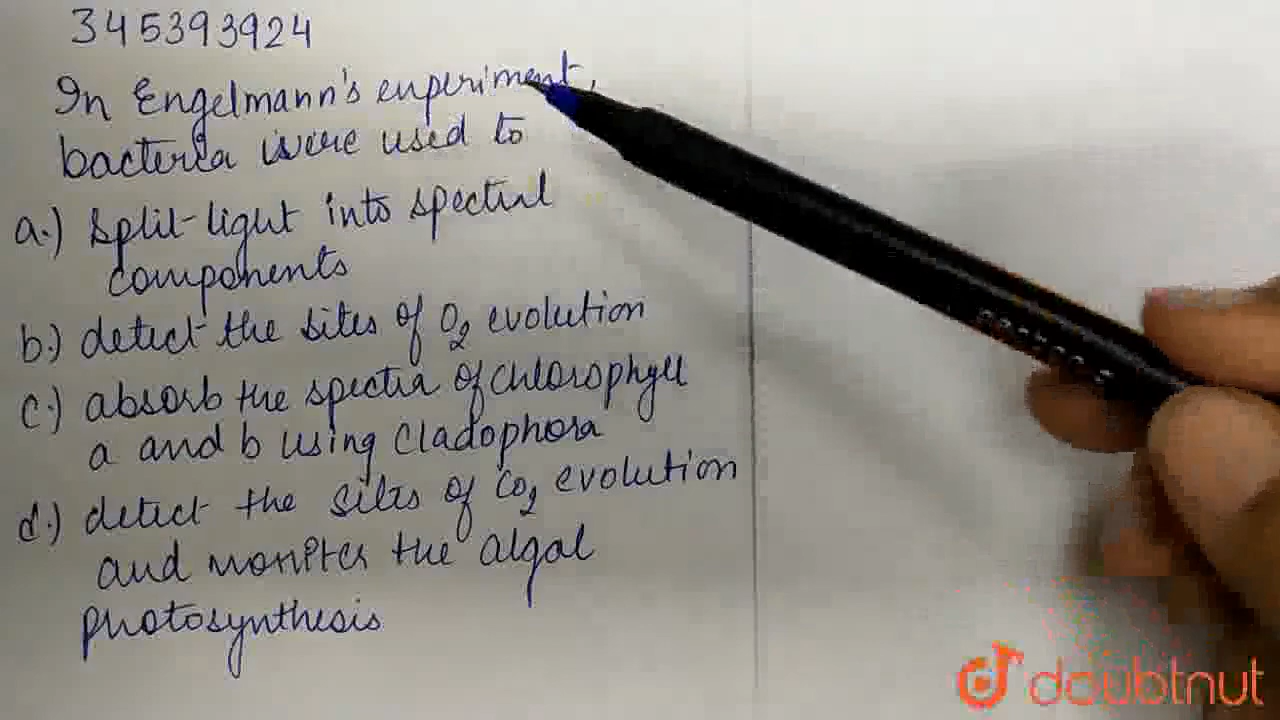 345393924
In Engelmann's experiment,
bacteria were used to
a.) split-light into spectral
components
b.) detect the sites of O2 evolution
c.) absorb the spectra of chlorophyll
a and b using cladophora
d.) detect the sites of CO2 evolution
and moniter the algal
photosynthesis
doubtnut